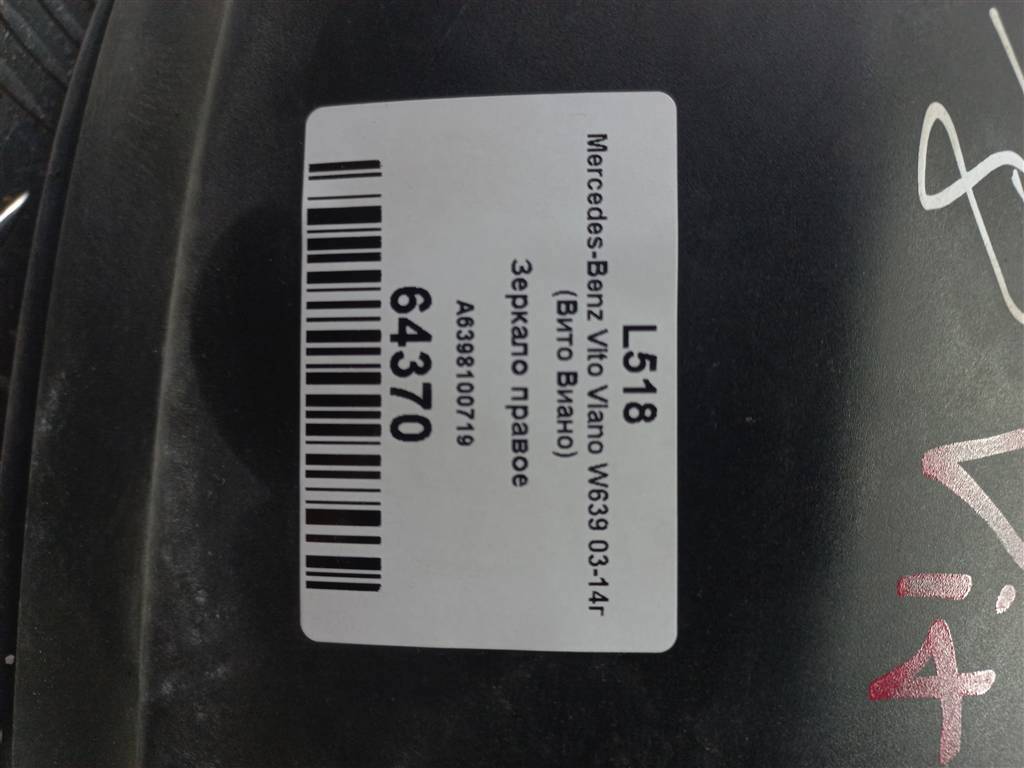 L518
Mercedes-Benz Vito Viano W639 03-14г
(Вито Виано)
Зеркало правое
A6398100719
64370